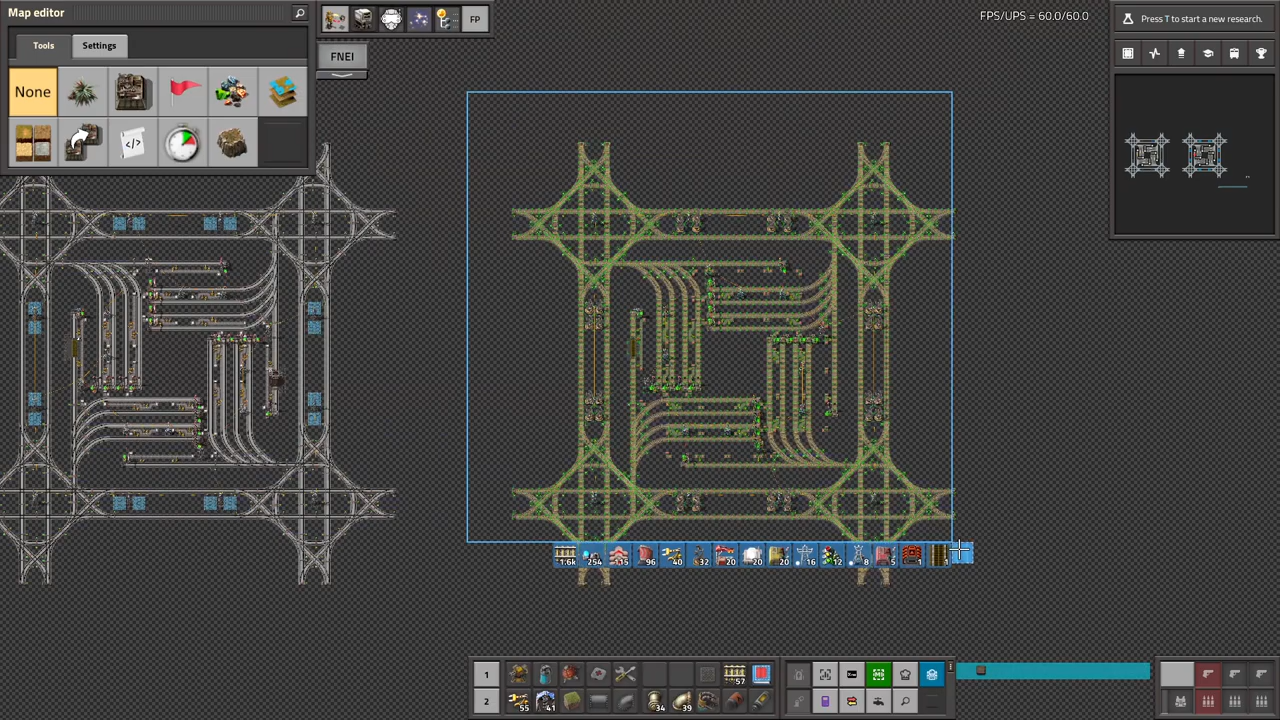 Map editor
FP
FPS/UPS = 60.0/60.0
Press T to start a new research.
Tools
Settings
FNEI
None
</>
1.6k
254
115
96
40
32
20
20
20
16
12
8
5
1
1
1
57
2
55
41
34
39